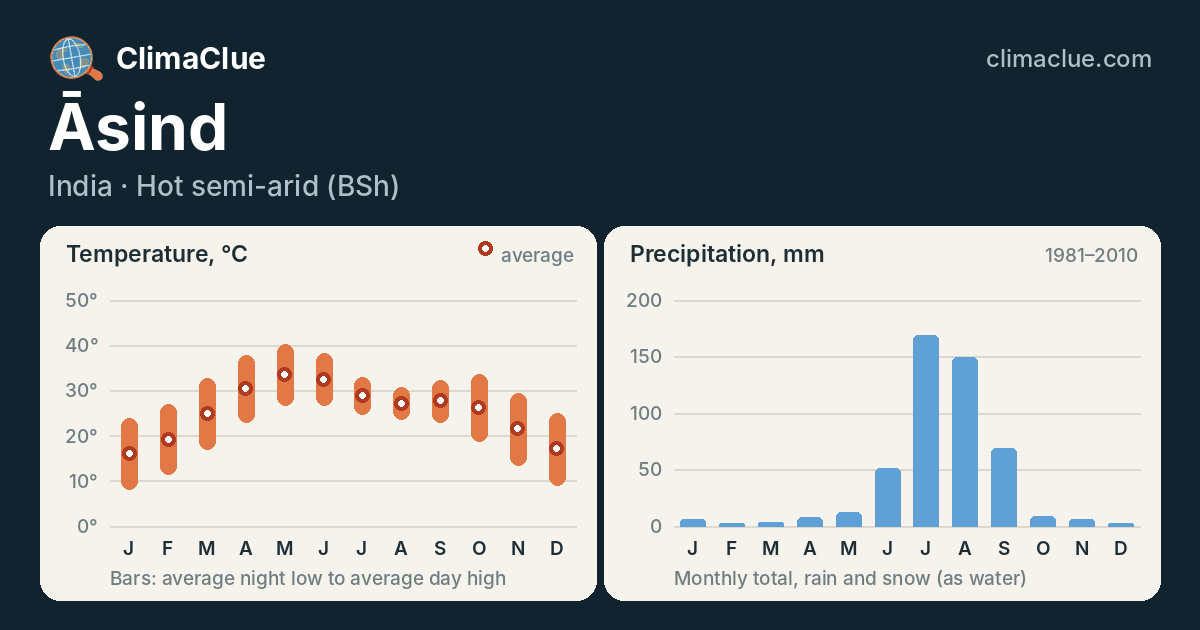 ClimaClue
climaclue.com
Āsind
India · Hot semi-arid (BSh)
Temperature, °C
average
50°
40°
30°
20°
10°
0°
J F M A M J J A S O N D
Bars: average night low to average day high
Precipitation, mm
1981–2010
200
150
100
50
0
J F M A M J J A S O N D
Monthly total, rain and snow (as water)